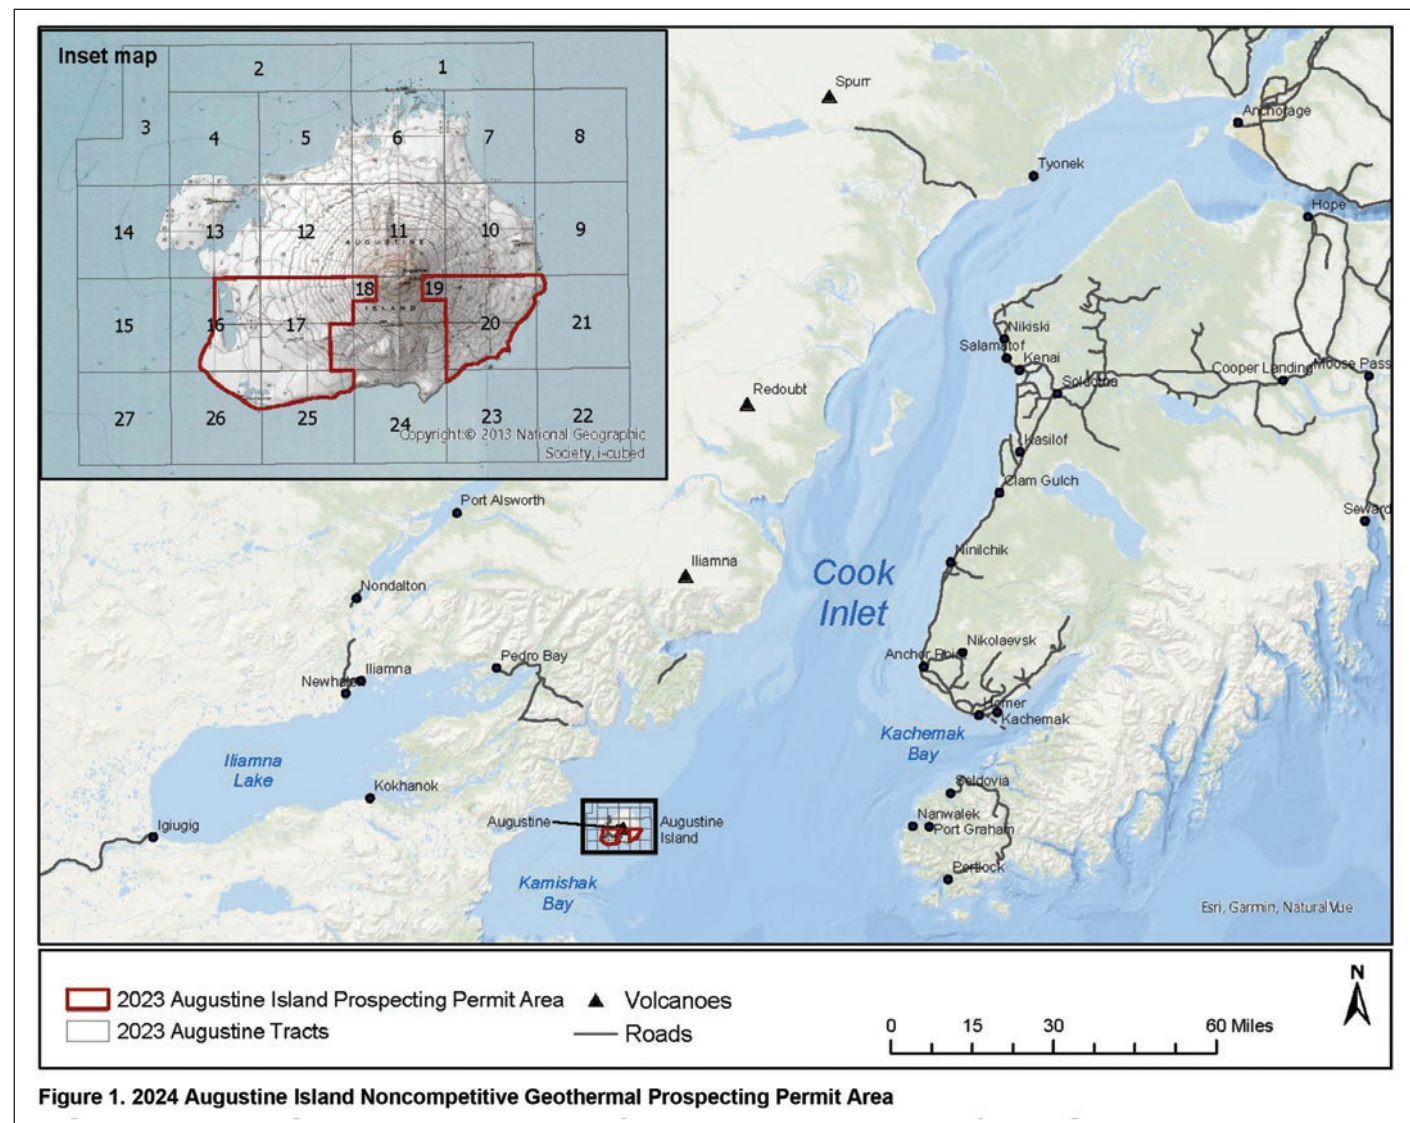 Inset map
2
1
3
4
5
6
7
8
14
13
12
11
10
9
AUGUSTINE
18
19
ISLAND
15
16
17
20
21
27
26
25
24
23
22
Copyright:© 2013 National Geographic
Society, i-cubed
Spurr
Anchorage
Tyonek
Hope
Nikiski
Salamatof
Kenai
Cooper Landing
Moose Pass
Soldotna
Redoubt
Kasilof
Clam Gulch
Port Alsworth
Seward
Ninilchik
Iliamna
Cook
Inlet
Nondalton
Nikolaevsk
Anchor Point
Pedro Bay
Iliamna
Homer
Kachemak
Kachemak
Bay
Iliamna
Lake
Kokhanok
Seldovia
Igiugig
Augustine
Augustine
Island
Nanwalek
Port Graham
Portlock
Kamishak
Bay
Esri, Garmin, NaturalVue
2023 Augustine Island Prospecting Permit Area
Volcanoes
2023 Augustine Tracts
Roads
0 15 30 60 Miles
N
Figure 1. 2024 Augustine Island Noncompetitive Geothermal Prospecting Permit Area